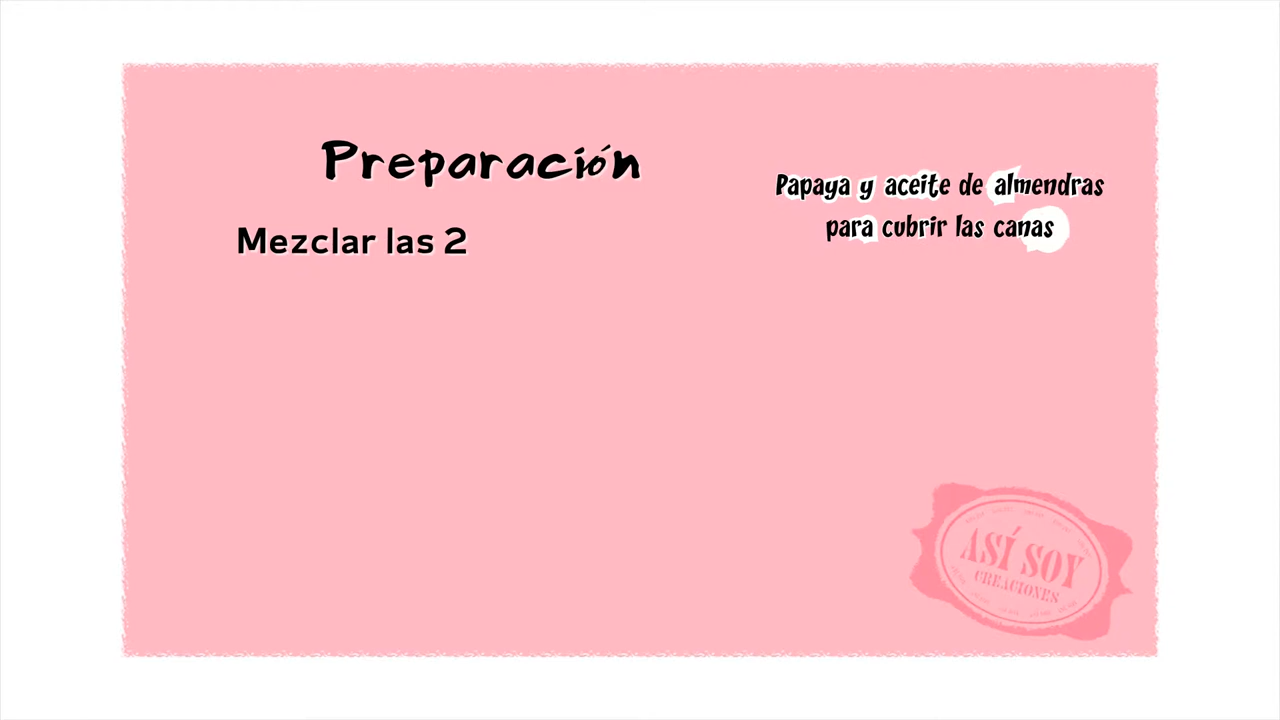 Preparación
Papaya y aceite de almendras
para cubrir las canas
Mezclar las 2
ASÍ SOY
CREACIONES